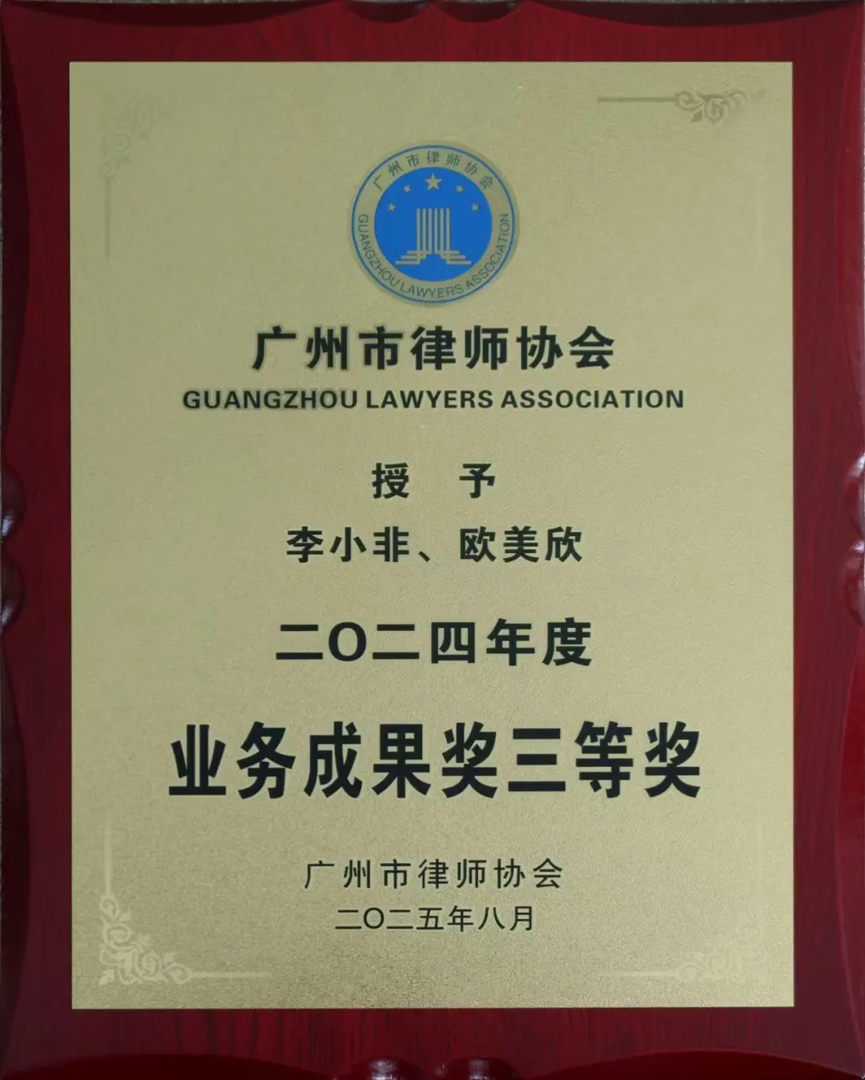 广州市律师协会
GUANGZHOU LAWYERS ASSOCIATION
广州市律师协会
GUANGZHOU LAWYERS ASSOCIATION
授 予
李小非、欧美欣
二〇二四年度
业务成果奖三等奖
广州市律师协会
二〇二五年八月